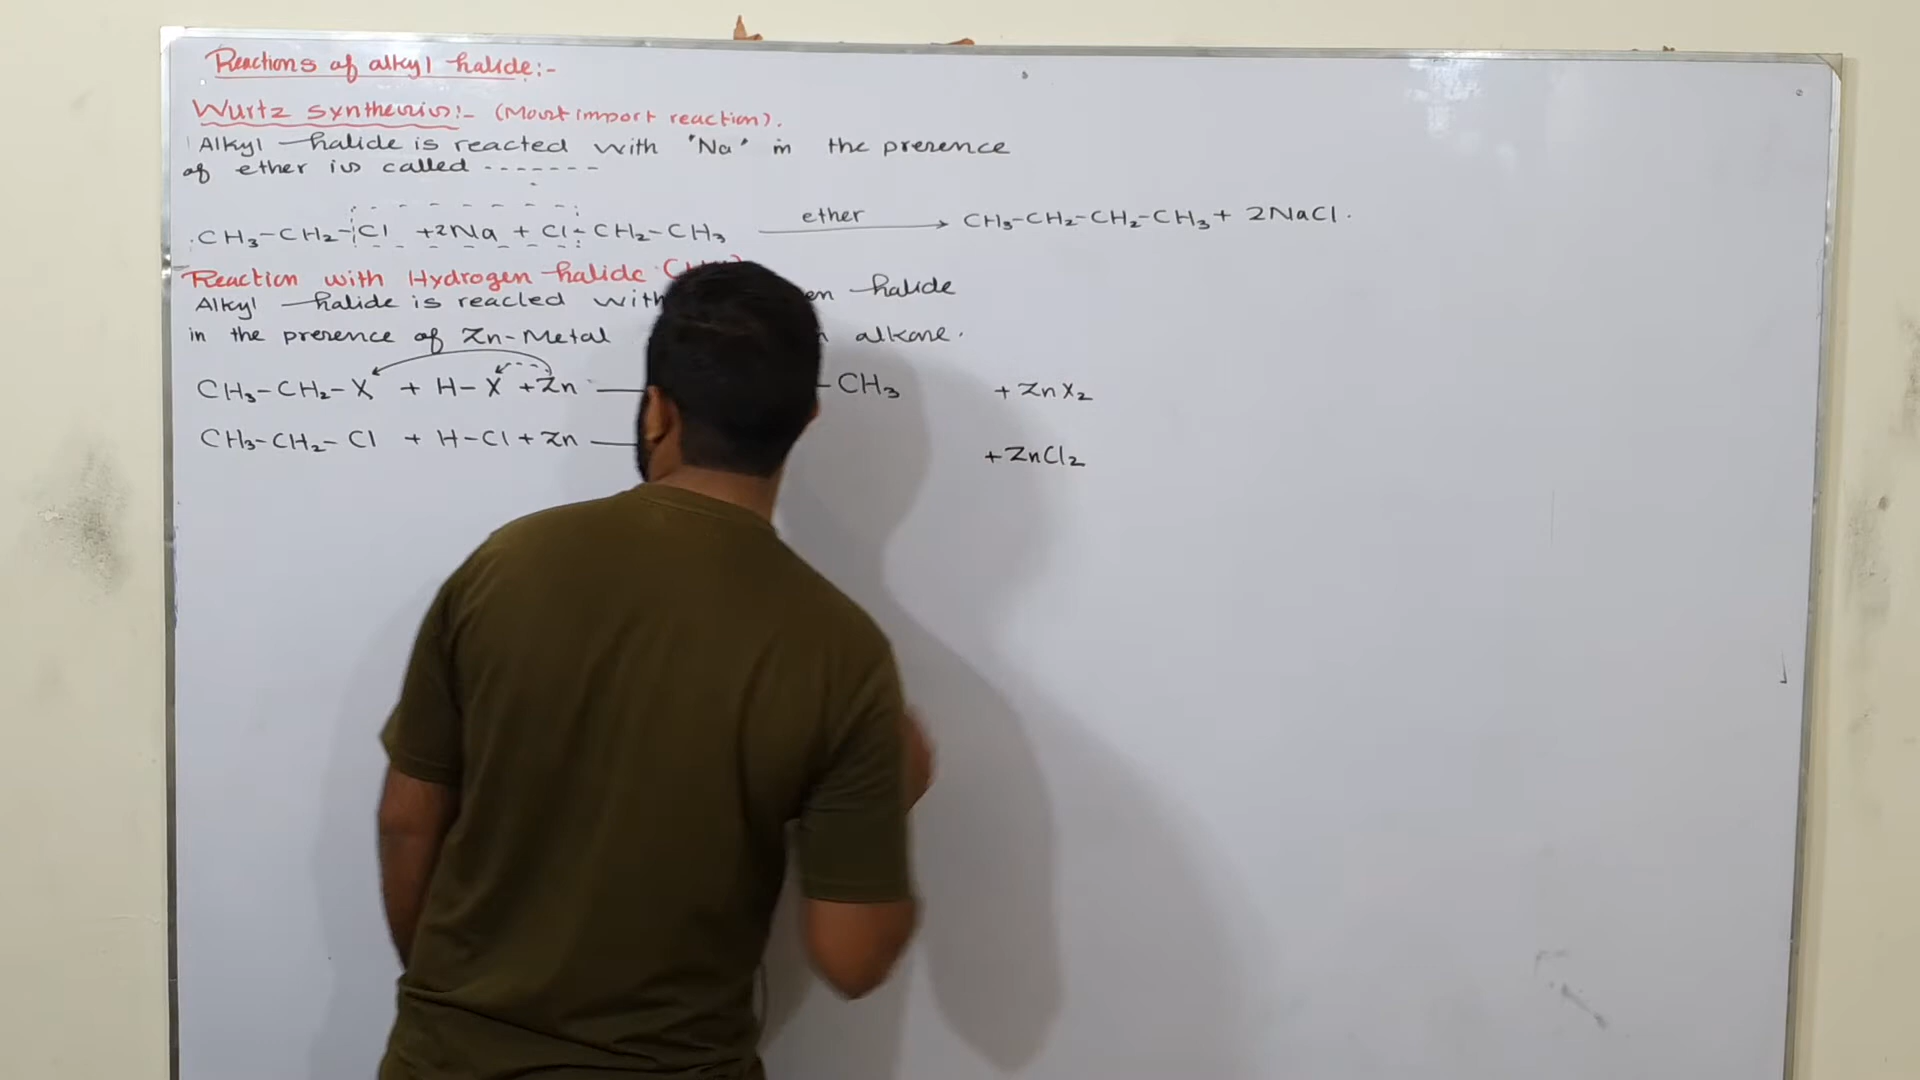 Reactions of alkyl halide:-
Wurtz synthesis:- (Most import reaction).
Alkyl halide is reacted with "Na" in the presence
of ether is called -------
CH3-CH2-Cl +2Na + Cl-CH2-CH3 ether → CH3-CH2-CH2-CH3 + 2NaCl.
Reaction with Hydrogen halide
Alkyl halide is reacted with halide
in the presence of Zn-Metal alkane.
CH3-CH2-X + H-X +Zn -CH3 + ZnX2
CH3-CH2-Cl + H-Cl + Zn + ZnCl2